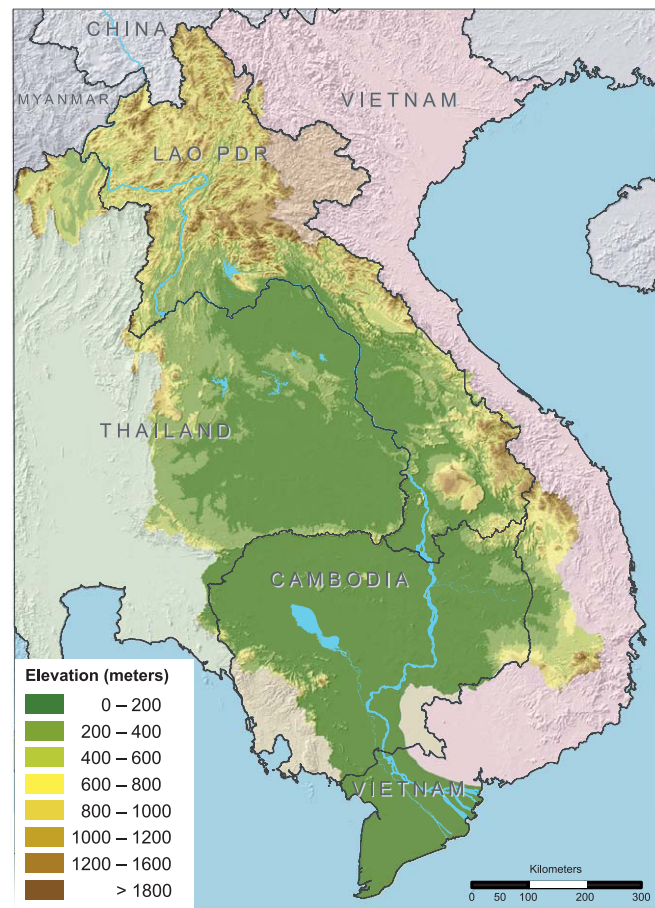 CHINA
MYANMAR
VIETNAM
LAO PDR
THAILAND
CAMBODIA
VIETNAM
Elevation (meters)
0 – 200
200 – 400
400 – 600
600 – 800
800 – 1000
1000 – 1200
1200 – 1600
> 1800
Kilometers
0 50 100 200 300